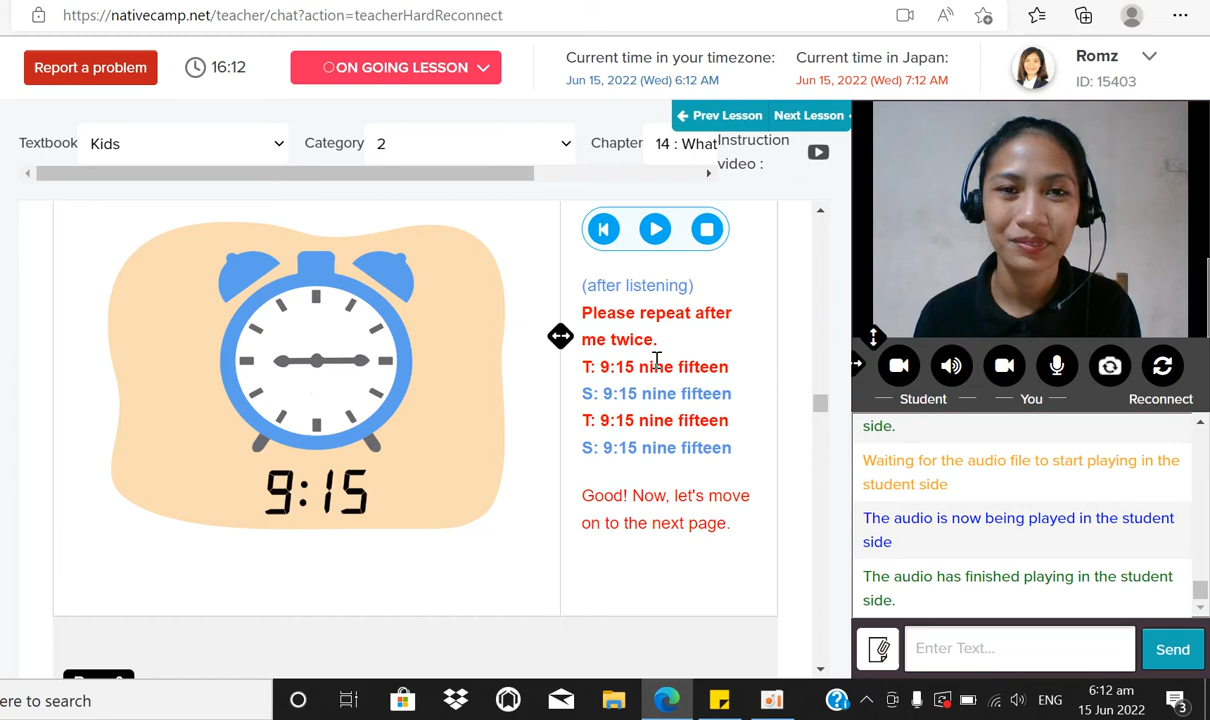 https://nativecamp.net/teacher/chat?action=teacherHardReconnect
Report a problem
16:12
ON GOING LESSON
Current time in your timezone:
Jun 15, 2022 (Wed) 6:12 AM
Current time in Japan:
Jun 15, 2022 (Wed) 7:12 AM
Romz
ID: 15403
Prev Lesson
Next Lesson
Textbook
Kids
Category
2
Chapter
14 : What
Instruction
video :
9:15
(after listening)
Please repeat after
me twice.
T: 9:15 nine fifteen
S: 9:15 nine fifteen
T: 9:15 nine fifteen
S: 9:15 nine fifteen
Good! Now, let's move
on to the next page.
Student
You
Reconnect
side.
Waiting for the audio file to start playing in the
student side
The audio is now being played in the student
side
The audio has finished playing in the student
side.
Enter Text...
Send
ere to search
ENG
6:12 am
15 Jun 2022
3